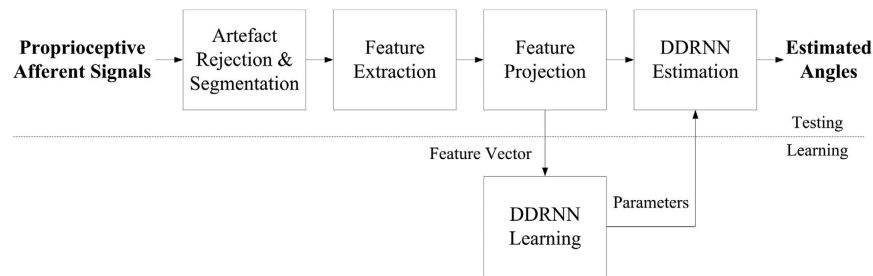 Proprioceptive
Afferent Signals
Artefact
Rejection &
Segmentation
Feature
Extraction
Feature
Projection
DDRNN
Estimation
Estimated
Angles
Testing
Learning
Feature Vector
DDRNN
Learning
Parameters